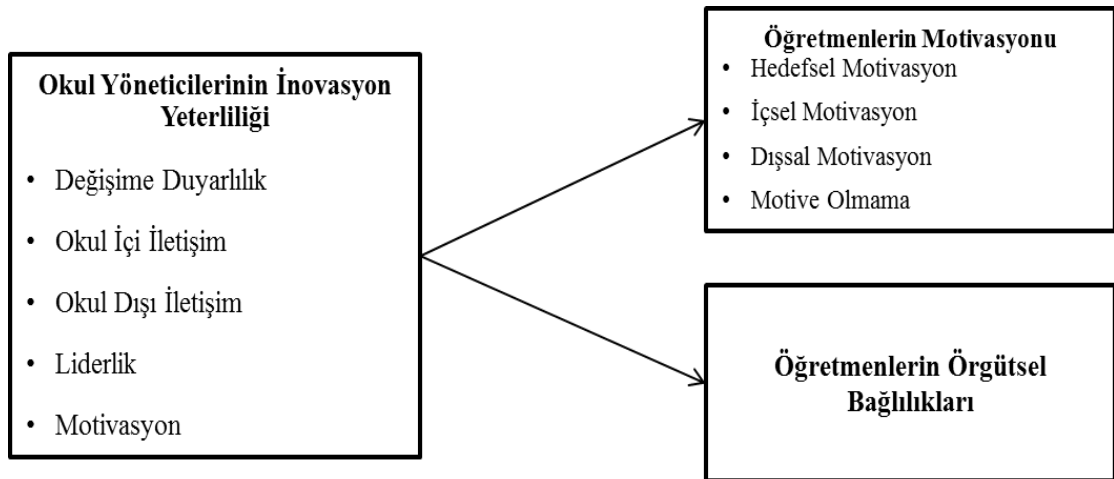 Okul Yöneticilerinin İnovasyon
Yeterliliği
• Değişime Duyarlılık
• Okul İçi İletişim
• Okul Dışı İletişim
• Liderlik
• Motivasyon
Öğretmenlerin Motivasyonu
• Hedefsel Motivasyon
• İçsel Motivasyon
• Dışsal Motivasyon
• Motive Olmama
Öğretmenlerin Örgütsel
Bağlılıkları